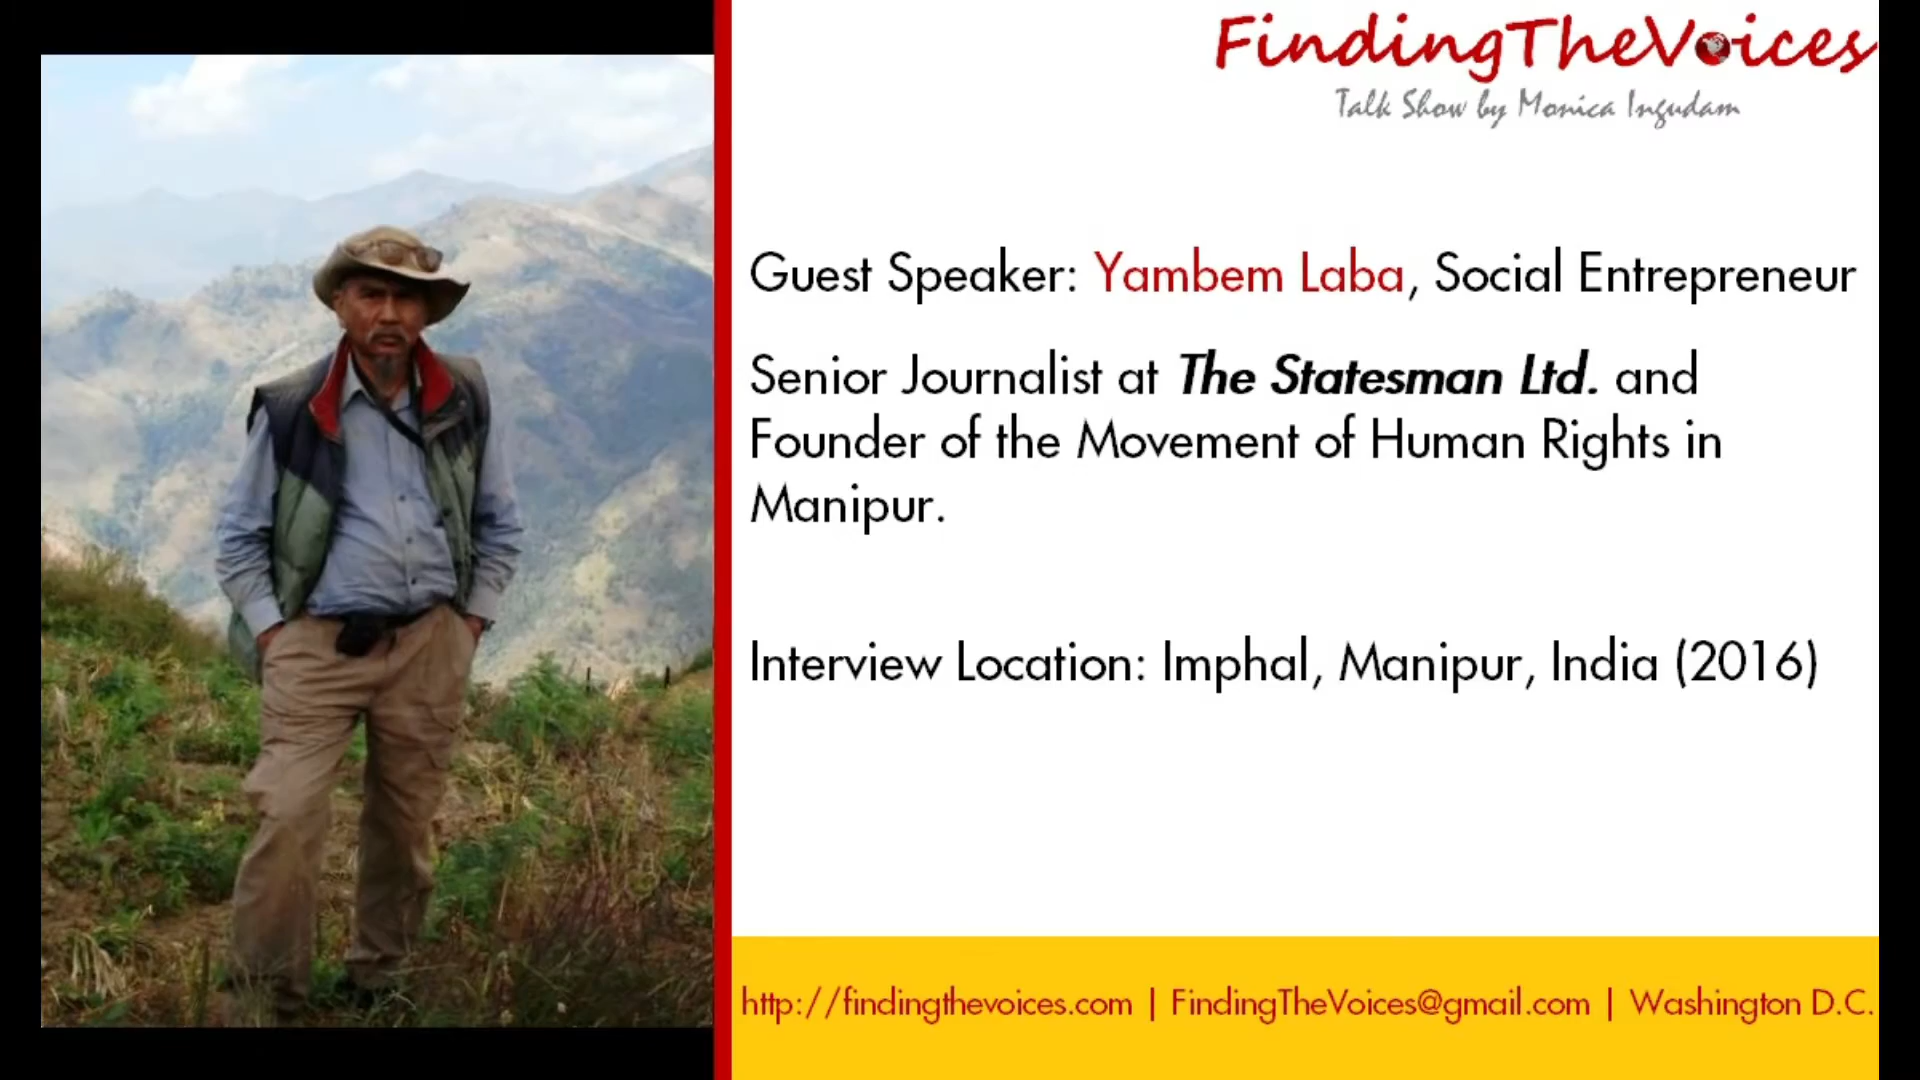 FindingTheVoices
Talk Show by Monica Ingudam
Guest Speaker: Yambem Laba, Social Entrepreneur
Senior Journalist at The Statesman Ltd. and
Founder of the Movement of Human Rights in
Manipur.
Interview Location: Imphal, Manipur, India (2016)
http://findingthevoices.com | FindingTheVoices@gmail.com | Washington D.C.